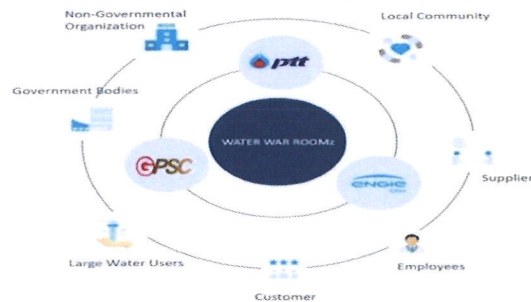 Non-Governmental
Organization
Local Community
ptt
Government Bodies
WATER WAR ROOMz
GPSC
ENGIE
Supplier
Large Water Users
Employees
Customer